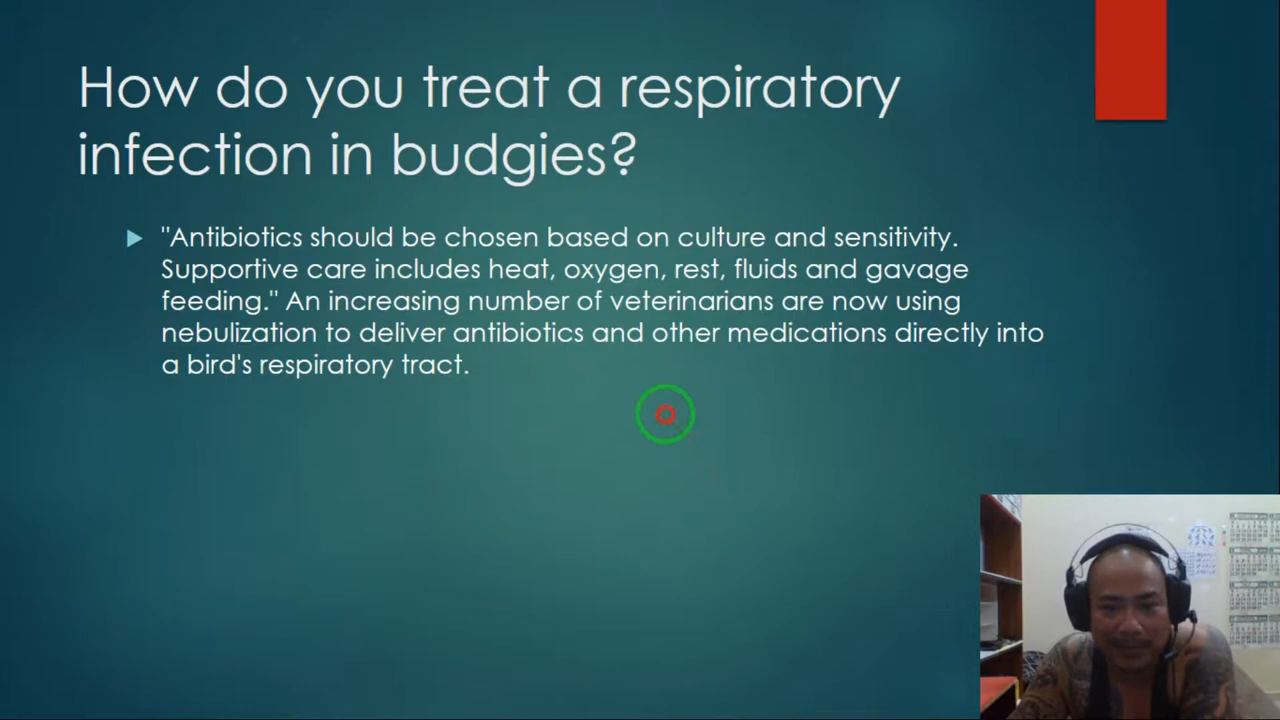 How do you treat a respiratory
infection in budgies?
"Antibiotics should be chosen based on culture and sensitivity.
Supportive care includes heat, oxygen, rest, fluids and gavage
feeding." An increasing number of veterinarians are now using
nebulization to deliver antibiotics and other medications directly into
a bird's respiratory tract.